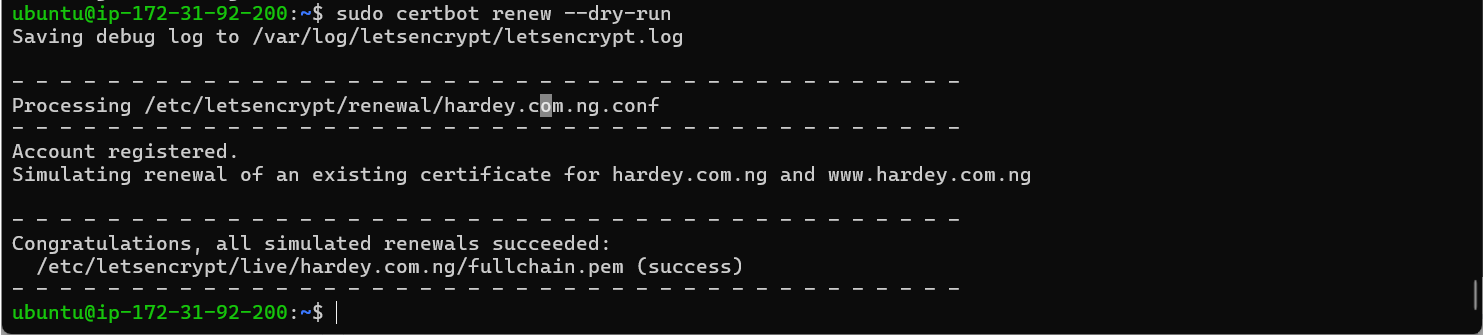 ubuntu@ip-172-31-92-200:~$ sudo certbot renew --dry-run
Saving debug log to /var/log/letsencrypt/letsencrypt.log
- - - - - - - - - - - - - - - - - - - - - - - - - - - - - - - - - - - - - - - -
Processing /etc/letsencrypt/renewal/hardey.com.ng.conf
- - - - - - - - - - - - - - - - - - - - - - - - - - - - - - - - - - - - - - - -
Account registered.
Simulating renewal of an existing certificate for hardey.com.ng and www.hardey.com.ng
- - - - - - - - - - - - - - - - - - - - - - - - - - - - - - - - - - - - - - - -
Congratulations, all simulated renewals succeeded:
  /etc/letsencrypt/live/hardey.com.ng/fullchain.pem (success)
- - - - - - - - - - - - - - - - - - - - - - - - - - - - - - - - - - - - - - - -
ubuntu@ip-172-31-92-200:~$